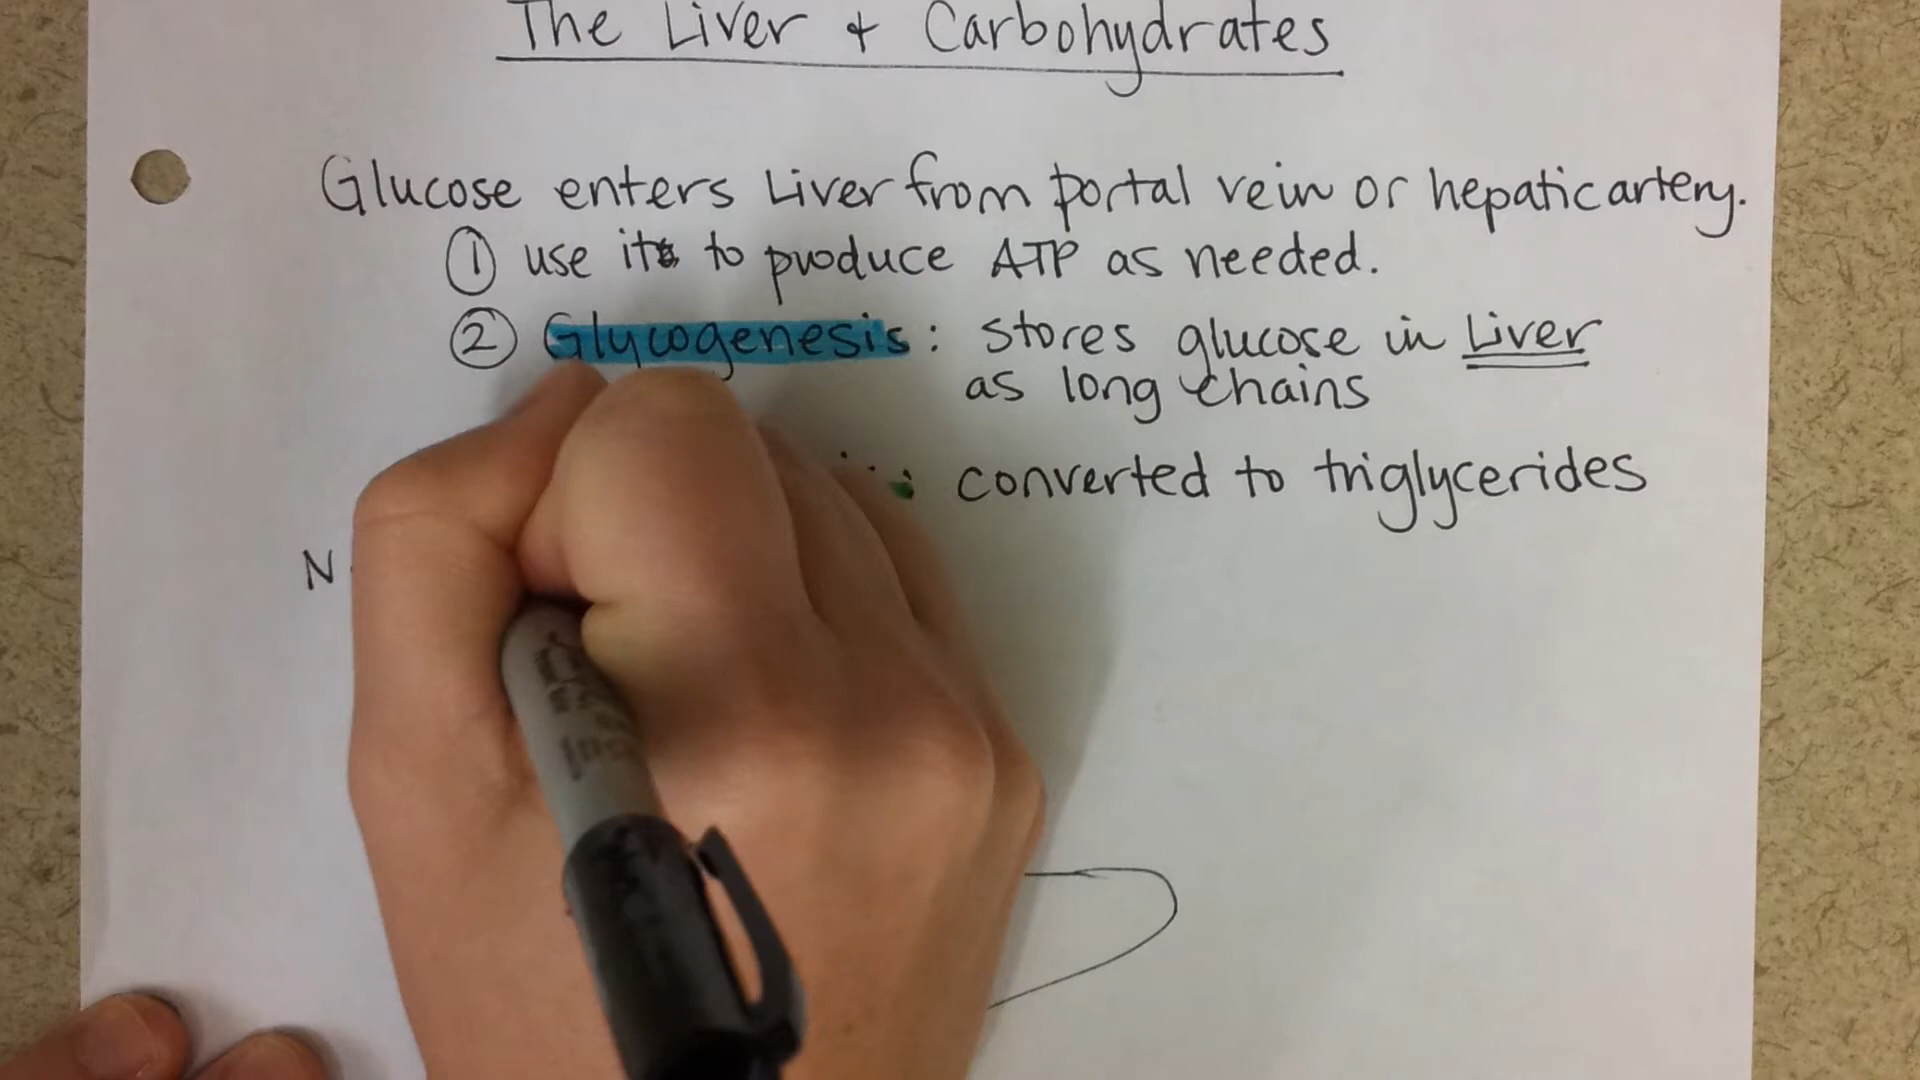 The Liver + Carbohydrates
Glucose enters Liver from portal vein or hepatic artery.
① use it to produce ATP as needed.
② Glycogenesis: stores glucose in Liver
as long chains
: converted to triglycerides
N